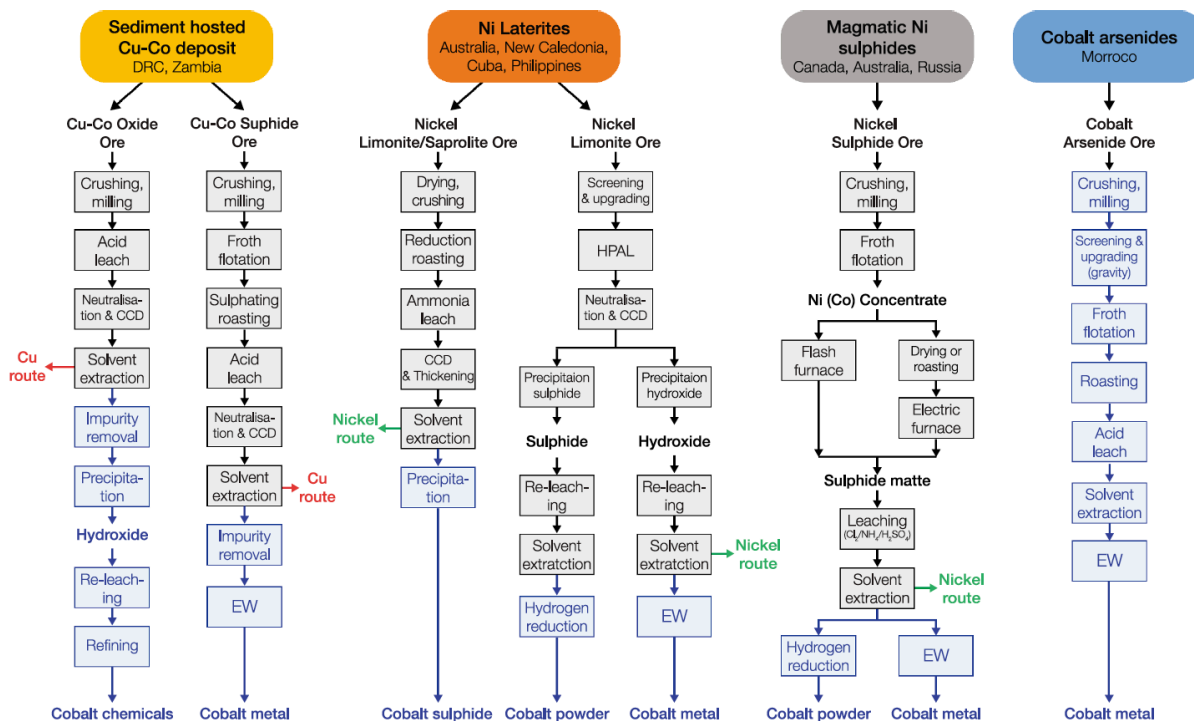 Sediment hosted
Cu-Co deposit
DRC, Zambia
Cu-Co Oxide
Ore
Crushing,
milling
Acid
leach
Neutralisa-
tion & CCD
Solvent
extraction
Cu
route
Impurity
removal
Precipita-
tion
Hydroxide
Re-leach-
ing
Refining
Cobalt chemicals
Cu-Co Suphide
Ore
Crushing,
milling
Froth
flotation
Sulphating
roasting
Acid
leach
Neutralisa-
tion & CCD
Solvent
extraction
Cu
route
Impurity
removal
EW
Cobalt metal
Ni Laterites
Australia, New Caledonia,
Cuba, Philippines
Nickel
Limonite/Saprolite Ore
Drying,
crushing
Reduction
roasting
Ammonia
leach
CCD
& Thickening
Solvent
extraction
Nickel
route
Precipita-
tion
Cobalt sulphide
Nickel
Limonite Ore
Screening
& upgrading
HPAL
Neutralisa-
tion & CCD
Precipitaion
sulphide
Sulphide
Re-leach-
ing
Solvent
extratction
Hydrogen
reduction
Cobalt powder
Precipitaion
hydroxide
Hydroxide
Re-leach-
ing
Solvent
extratction
Nickel
route
EW
Cobalt metal
Magmatic Ni
sulphides
Canada, Australia, Russia
Nickel
Sulphide Ore
Crushing,
milling
Froth
flotation
Ni (Co) Concentrate
Flash
furnace
Drying or
roasting
Electric
furnace
Sulphide matte
Leaching
(Cl₂/NH₄/H₂SO₄)
Solvent
extraction
Nickel
route
Hydrogen
reduction
Cobalt powder
EW
Cobalt metal
Cobalt arsenides
Morroco
Cobalt
Arsenide Ore
Crushing,
milling
Screening &
upgrading
(gravity)
Froth
flotation
Roasting
Acid
leach
Solvent
extraction
EW
Cobalt metal